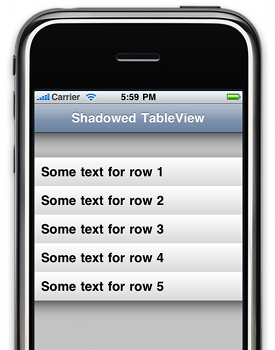 Carrier 5:59 PM
Shadowed TableView
Some text for row 1
Some text for row 2
Some text for row 3
Some text for row 4
Some text for row 5